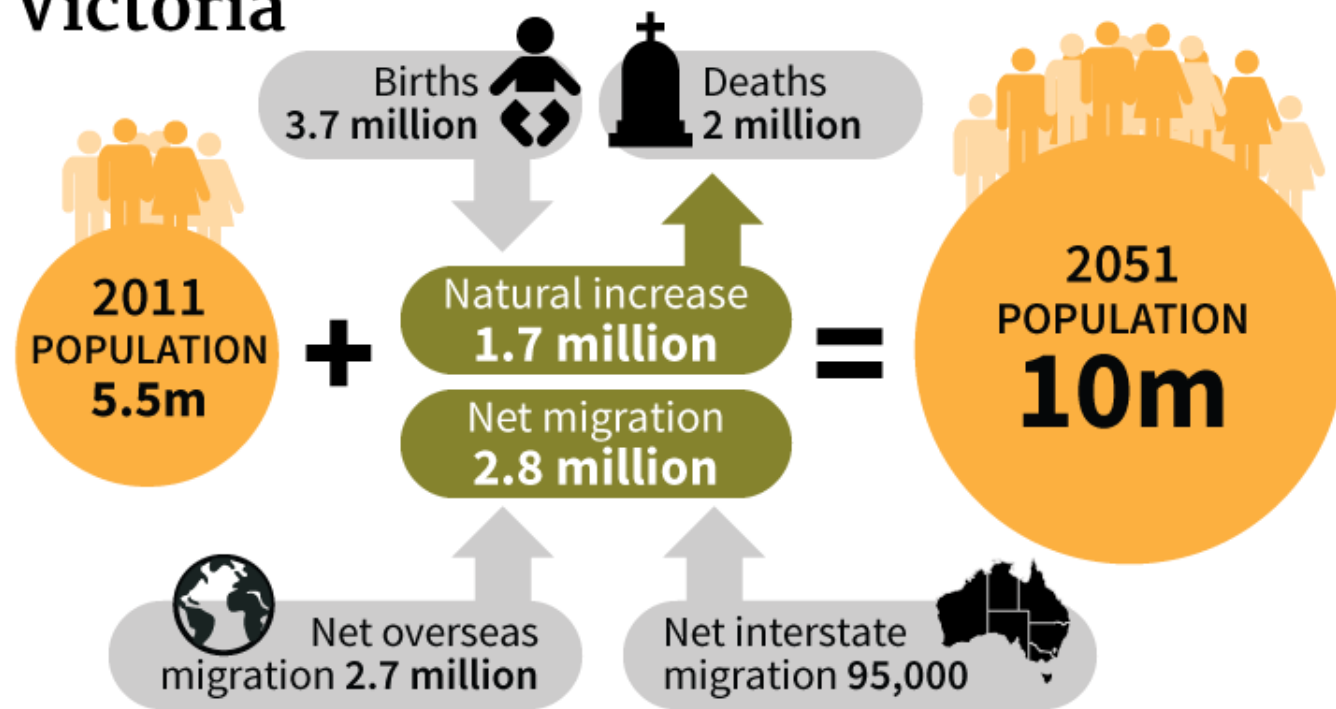 Victoria
Births
3.7 million
Deaths
2 million
2011
POPULATION
5.5m
+
Natural increase
1.7 million
Net migration
2.8 million
=
2051
POPULATION
10m
Net overseas
migration 2.7 million
Net interstate
migration 95,000